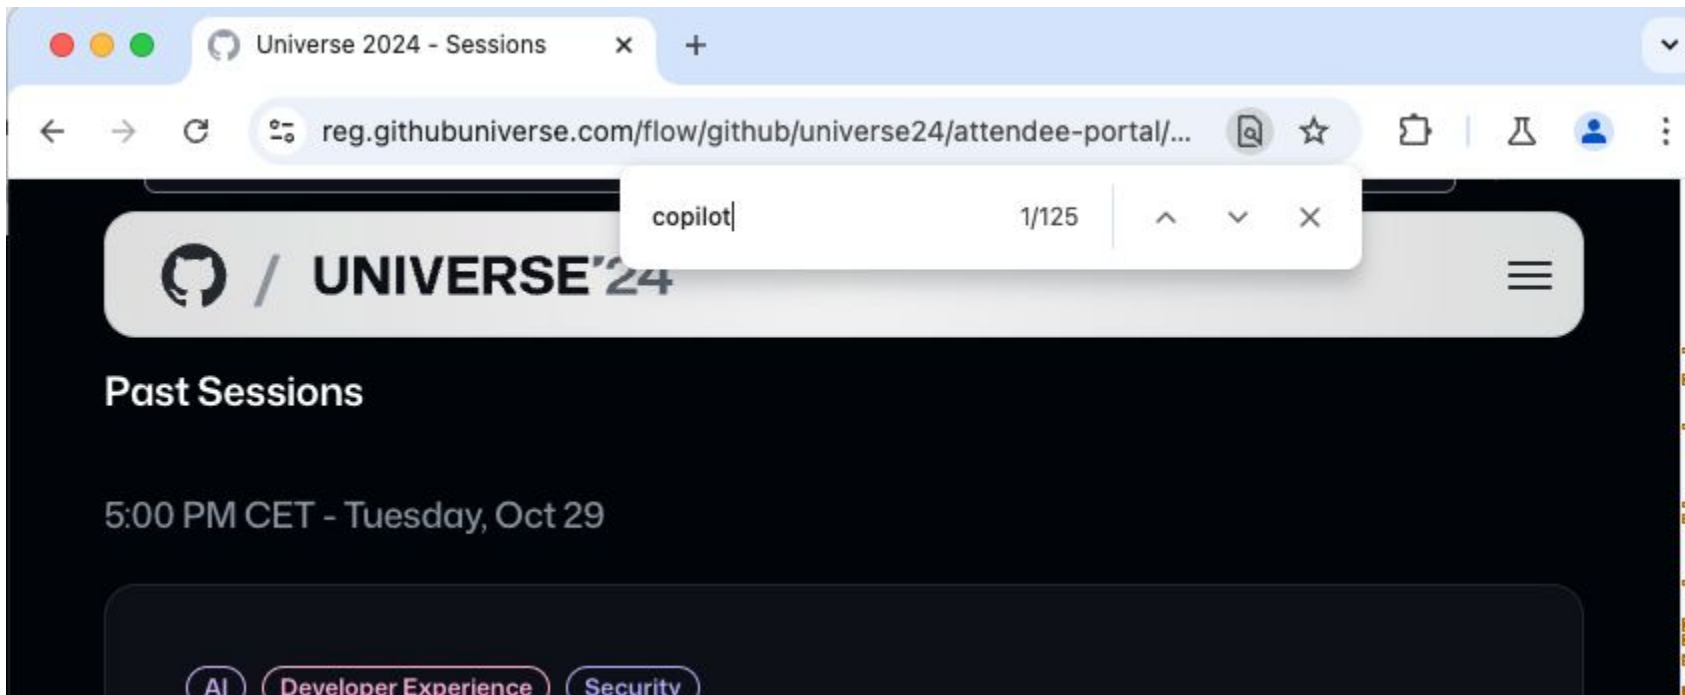 Universe 2024 - Sessions
reg.githubuniverse.com/flow/github/universe24/attendee-portal/...
copilot 1/125
/ UNIVERSE'24
Past Sessions
5:00 PM CET - Tuesday, Oct 29
AI Developer Experience Security